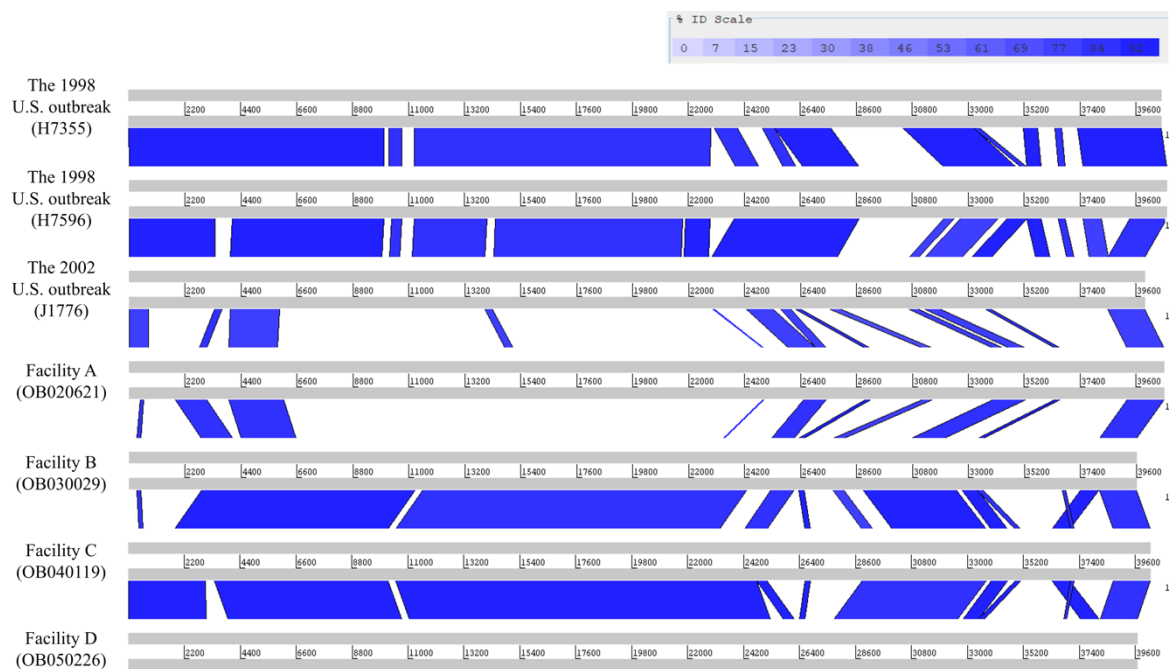 % ID Scale
0 7 15 23 30 38 46 53 61 69 77 84
The 1998
U.S. outbreak
(H7355)
2200 4400 6600 8800 11000 13200 15400 17600 19800 22000 24200 26400 28600 30800 33000 35200 37400 39600
1
The 1998
U.S. outbreak
(H7596)
2200 4400 6600 8800 11000 13200 15400 17600 19800 22000 24200 26400 28600 30800 33000 35200 37400 39600
1
The 2002
U.S. outbreak
(J1776)
2200 4400 6600 8800 11000 13200 15400 17600 19800 22000 24200 26400 28600 30800 33000 35200 37400 39600
1
Facility A
(OB020621)
2200 4400 6600 8800 11000 13200 15400 17600 19800 22000 24200 26400 28600 30800 33000 35200 37400 39600
1
Facility B
(OB030029)
2200 4400 6600 8800 11000 13200 15400 17600 19800 22000 24200 26400 28600 30800 33000 35200 37400 39600
1
Facility C
(OB040119)
2200 4400 6600 8800 11000 13200 15400 17600 19800 22000 24200 26400 28600 30800 33000 35200 37400 39600
1
Facility D
(OB050226)
2200 4400 6600 8800 11000 13200 15400 17600 19800 22000 24200 26400 28600 30800 33000 35200 37400 39600